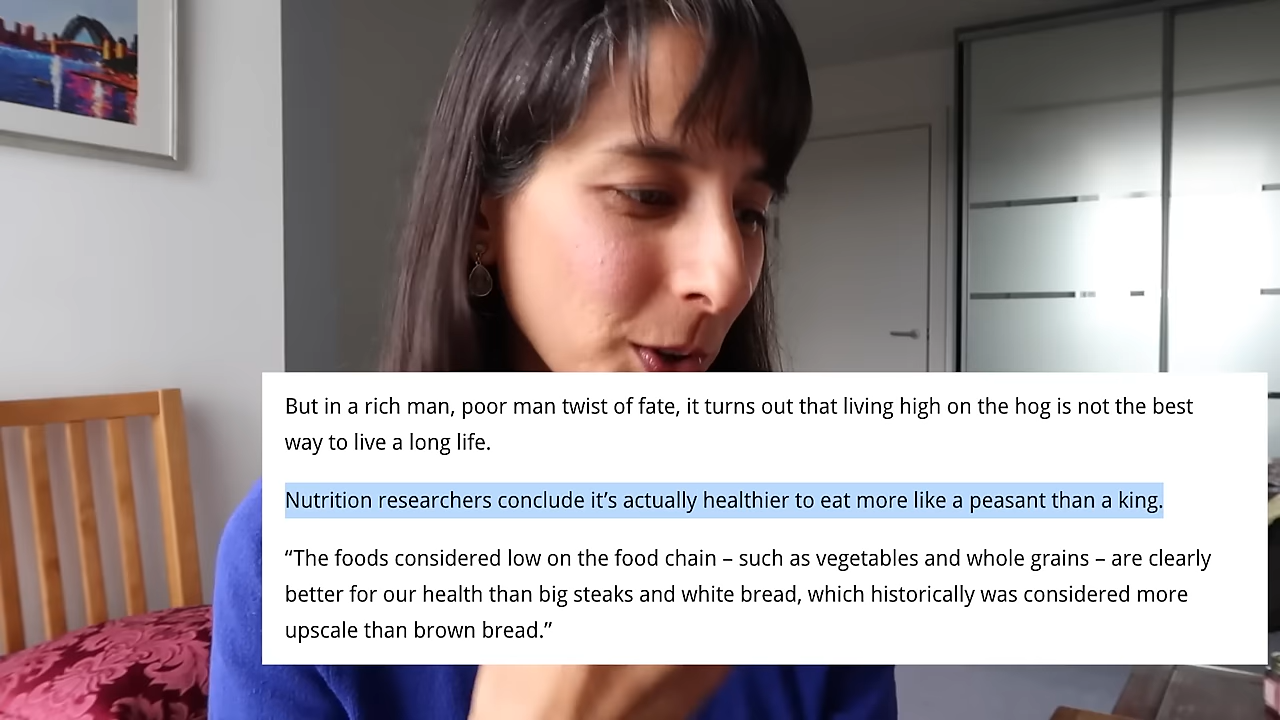 But in a rich man, poor man twist of fate, it turns out that living high on the hog is not the best
way to live a long life.
Nutrition researchers conclude it’s actually healthier to eat more like a peasant than a king.
“The foods considered low on the food chain – such as vegetables and whole grains – are clearly
better for our health than big steaks and white bread, which historically was considered more
upscale than brown bread.”